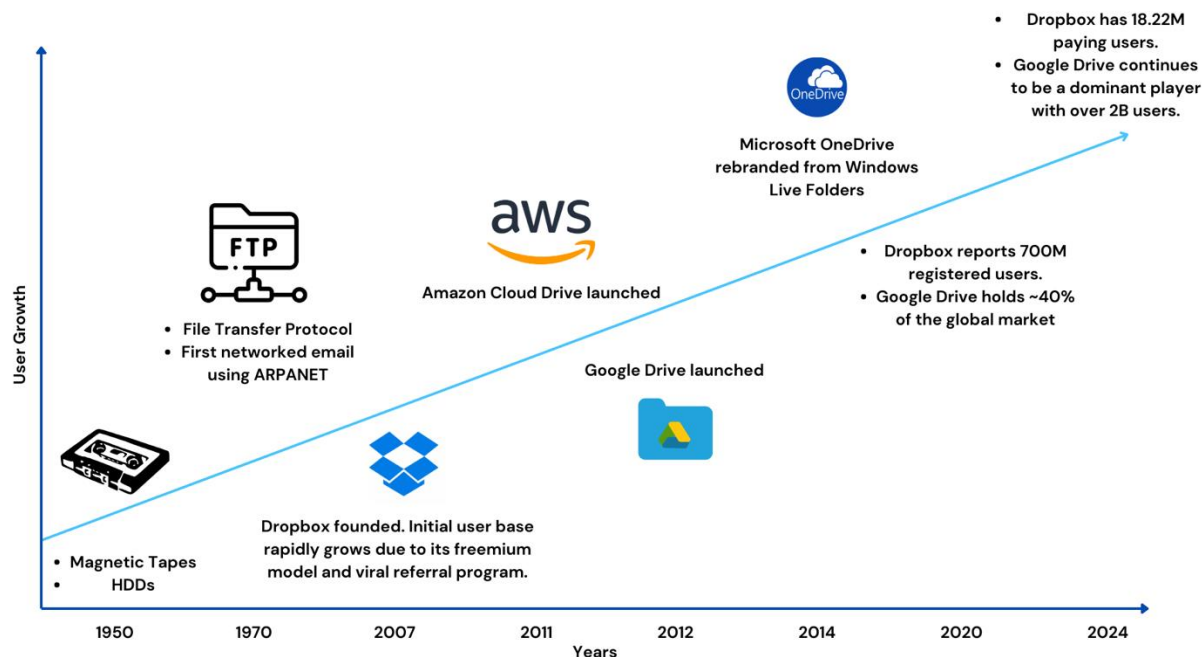 • Dropbox has 18.22M
paying users.
• Google Drive continues
to be a dominant player
with over 2B users.
OneDrive
Microsoft OneDrive
rebranded from Windows
Live Folders
aws
Amazon Cloud Drive launched
FTP
• File Transfer Protocol
• First networked email
using ARPANET
• Dropbox reports 700M
registered users.
• Google Drive holds ~40%
of the global market
Google Drive launched
User Growth
Dropbox founded. Initial user base
rapidly grows due to its freemium
model and viral referral program.
• Magnetic Tapes
• HDDs
1950 1970 2007 2011 2012 2014 2020 2024
Years